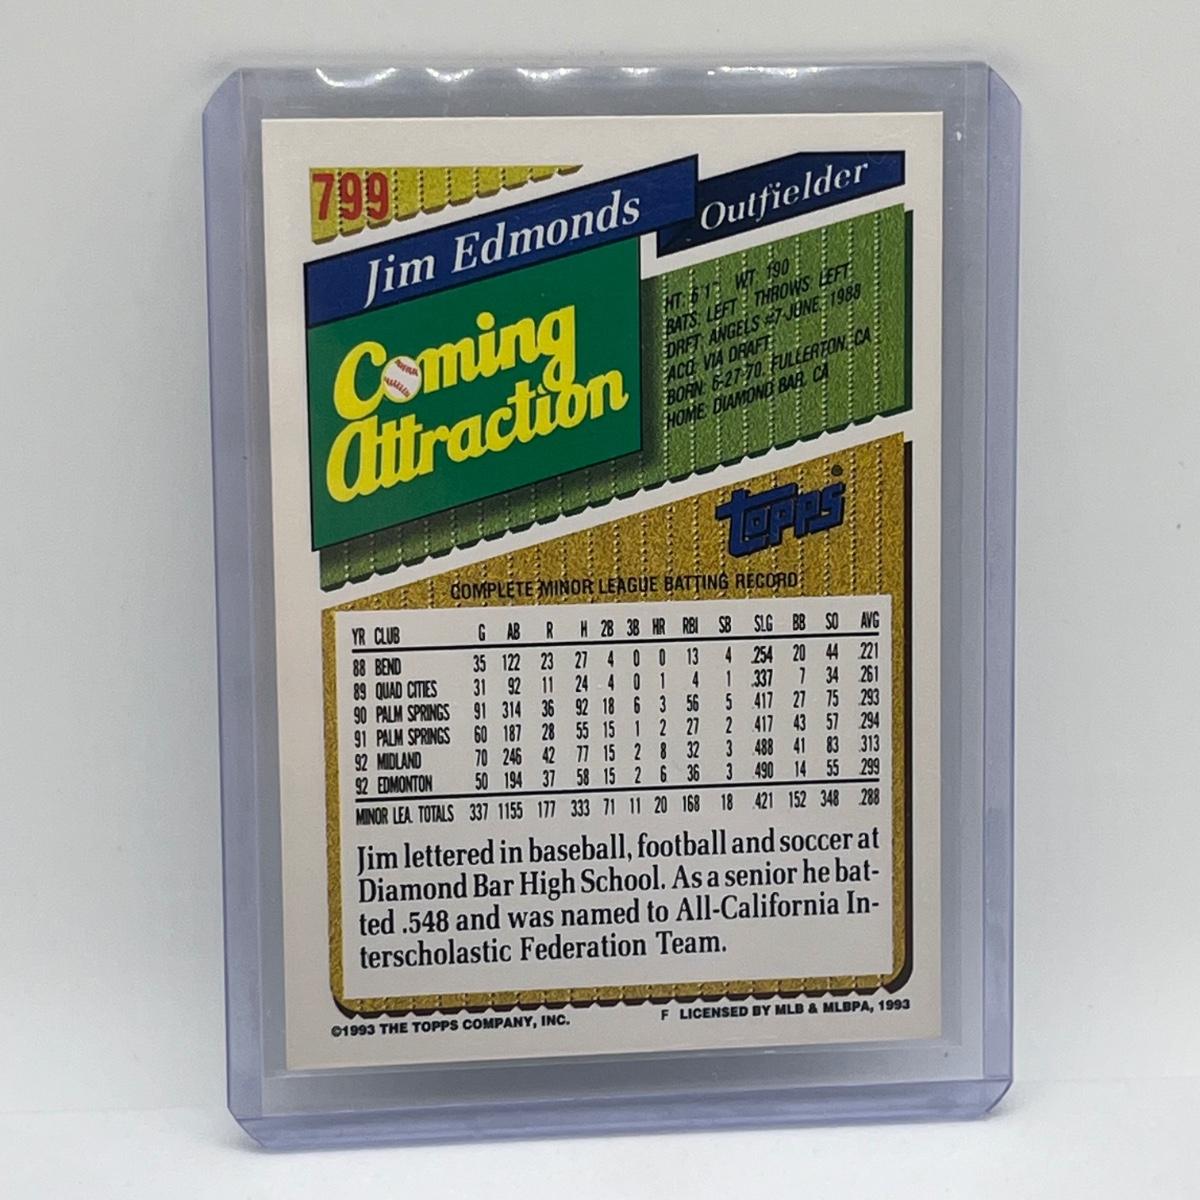 799
Jim Edmonds
Outfielder
Coming
Attraction
HT: 6'1" WT: 190
BATS: LEFT THROWS: LEFT
DRFT: ANGELS #7-JUNE, 1988
ACQ: VIA DRAFT
BORN: 6-27-70, FULLERTON, CA
HOME: DIAMOND BAR, CA
Topps
COMPLETE MINOR LEAGUE BATTING RECORD
YR CLUB G AB R H 2B 3B HR RBI SB SLG BB SO AVG
88 BEND 35 122 23 27 4 0 0 13 4 .254 20 44 .221
89 QUAD CITIES 31 92 11 24 4 0 1 4 1 .337 7 34 .261
90 PALM SPRINGS 91 314 36 92 18 6 3 56 5 .417 27 75 .293
91 PALM SPRINGS 60 187 28 55 15 1 2 27 2 .417 43 57 .294
92 MIDLAND 70 246 42 77 15 2 8 32 3 .488 41 83 .313
92 EDMONTON 50 194 37 58 15 2 6 36 3 .490 14 55 .299
MINOR LEA. TOTALS 337 1155 177 333 71 11 20 168 18 .421 152 348 .288
Jim lettered in baseball, football and soccer at
Diamond Bar High School. As a senior he bat-
ted .548 and was named to All-California In-
terscholastic Federation Team.
©1993 THE TOPPS COMPANY, INC. F LICENSED BY MLB & MLBPA, 1993